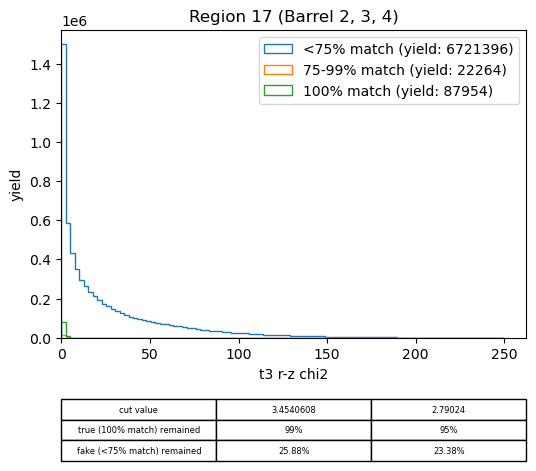 Region 17 (Barrel 2, 3, 4)
1e6
<75% match (yield: 6721396)
75-99% match (yield: 22264)
100% match (yield: 87954)
1.4
1.2
1.0
0.8
0.6
0.4
0.2
0.0
yield
0 50 100 150 200 250
t3 r-z chi2
cut value 3.4540608 2.79024
true (100% match) remained 99% 95%
fake (<75% match) remained 25.88% 23.38%